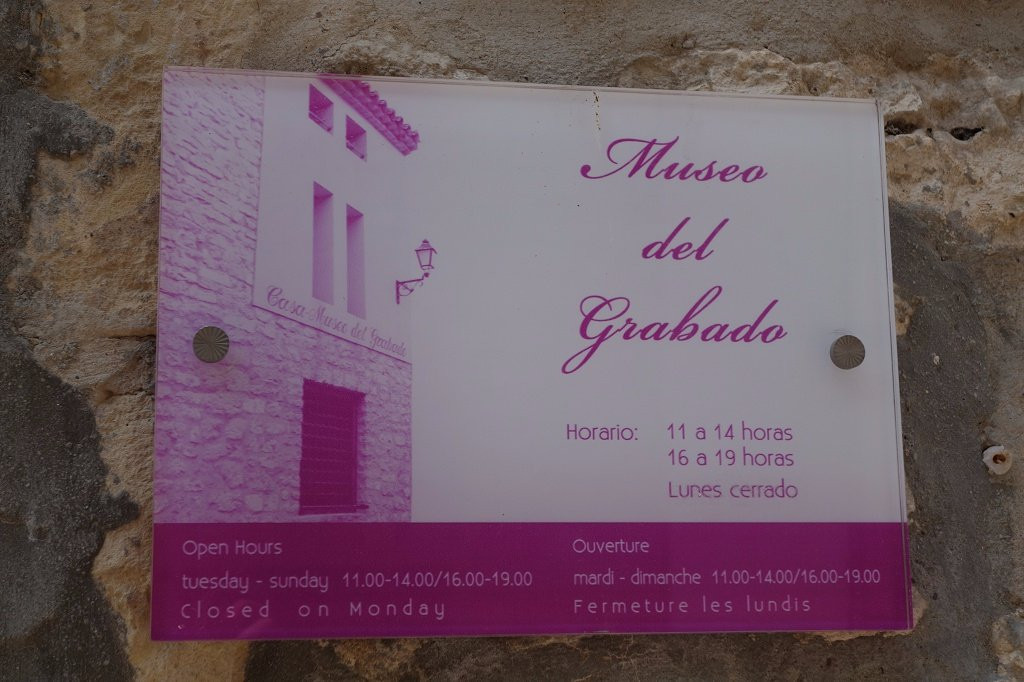 Museo
del
Grabado
Casa-Museo del Grabado
Horario: 11 a 14 horas
16 a 19 horas
Lunes cerrado
Open Hours
tuesday - sunday 11.00-14.00/16.00-19.00
Closed on Monday
Ouverture
mardi - dimanche 11.00-14.00/16.00-19.00
Fermeture les lundis